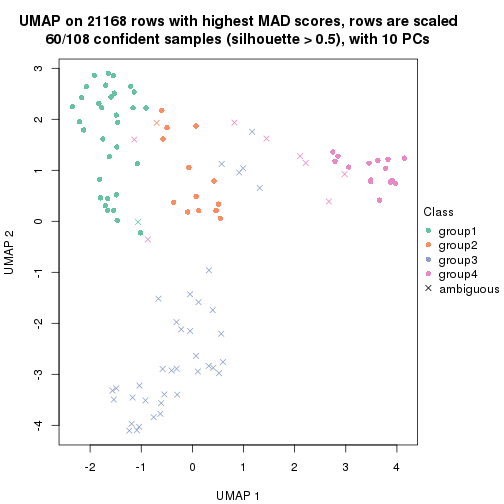 UMAP on 21168 rows with highest MAD scores, rows are scaled
60/108 confident samples (silhouette > 0.5), with 10 PCs
3
2
1
0
-1
-2
-3
-4
UMAP 2
-2
-1
0
1
2
3
4
UMAP 1
Class
group1
group2
group3
group4
ambiguous